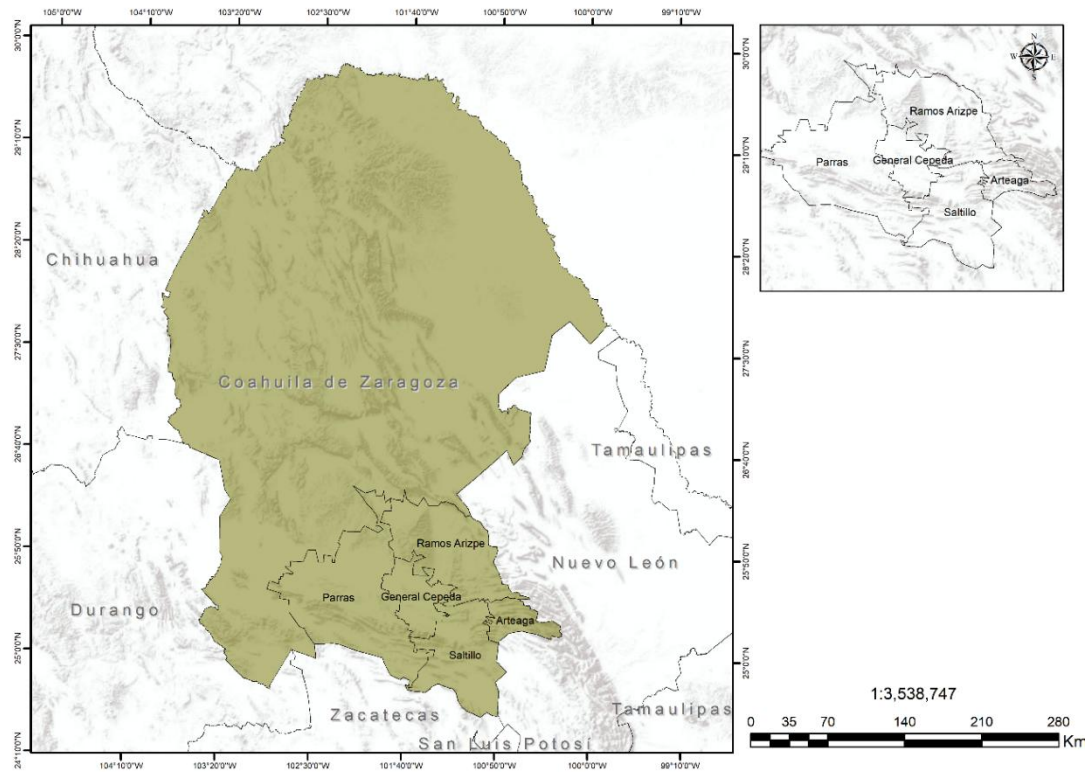 105°0'0"W 104°10'0"W 103°20'0"W 102°30'0"W 101°40'0"W 100°50'0"W 100°0'0"W 99°10'0"W
30°0'0"N
29°10'0"N
28°20'0"N
27°30'0"N
26°40'0"N
25°50'0"N
25°0'0"N
24°10'0"N
Chihuahua
Coahuila de Zaragoza
Tamaulipas
Ramos Arizpe
Nuevo León
Parras
General Cepeda
Durango
Arteaga
Saltillo
Zacatecas
Tamaulipas
San Luis Potosí
30°0'0"N
29°10'0"N
28°20'0"N
27°30'0"N
26°40'0"N
25°50'0"N
25°0'0"N
104°10'0"W 103°20'0"W 102°30'0"W 101°40'0"W 100°50'0"W 100°0'0"W 99°10'0"W
N
W E
S
Ramos Arizpe
Parras
General Cepeda
Arteaga
Saltillo
1:3,538,747
0 35 70 140 210 280
Km